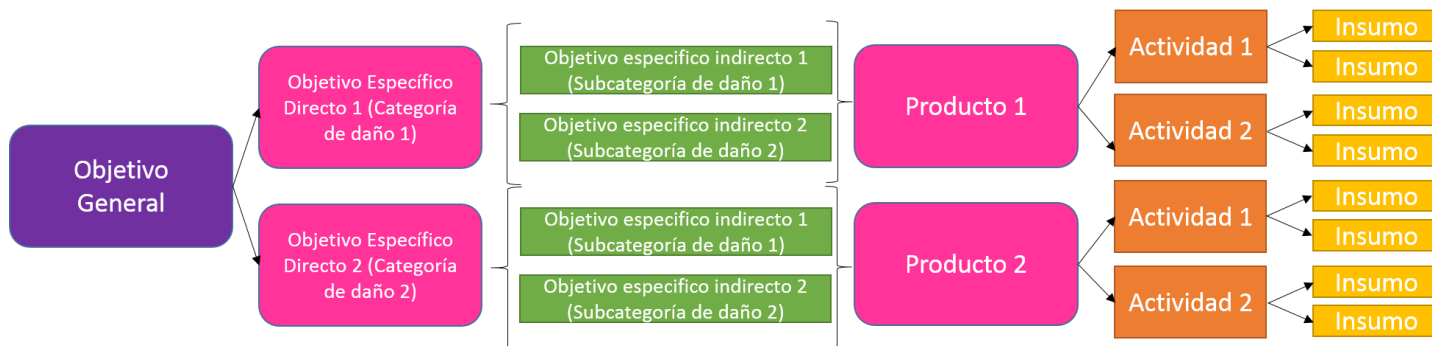 Objetivo
General
Objetivo Específico
Directo 1 (Categoría
de daño 1)
Objetivo Específico
Directo 2 (Categoría
de daño 2)
Objetivo especifico indirecto 1
(Subcategoría de daño 1)
Objetivo especifico indirecto 2
(Subcategoría de daño 2)
Objetivo especifico indirecto 1
(Subcategoría de daño 1)
Objetivo especifico indirecto 2
(Subcategoría de daño 2)
Producto 1
Producto 2
Actividad 1
Actividad 2
Actividad 1
Actividad 2
Insumo
Insumo
Insumo
Insumo
Insumo
Insumo
Insumo
Insumo